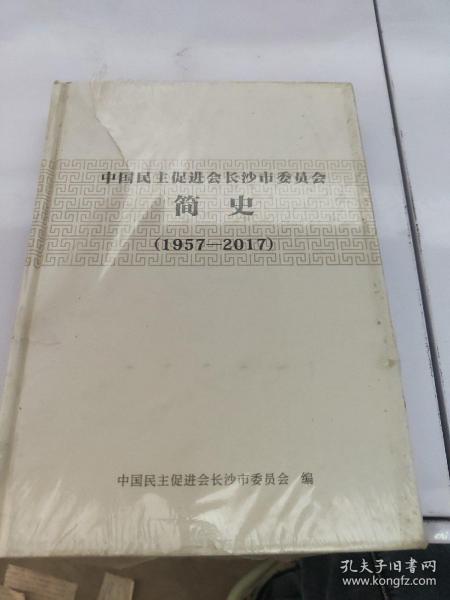 中国民主促进会长沙市委员会
简 史
(1957—2017)
中国民主促进会长沙市委员会 编
孔夫子旧书网
www.kongfz.com